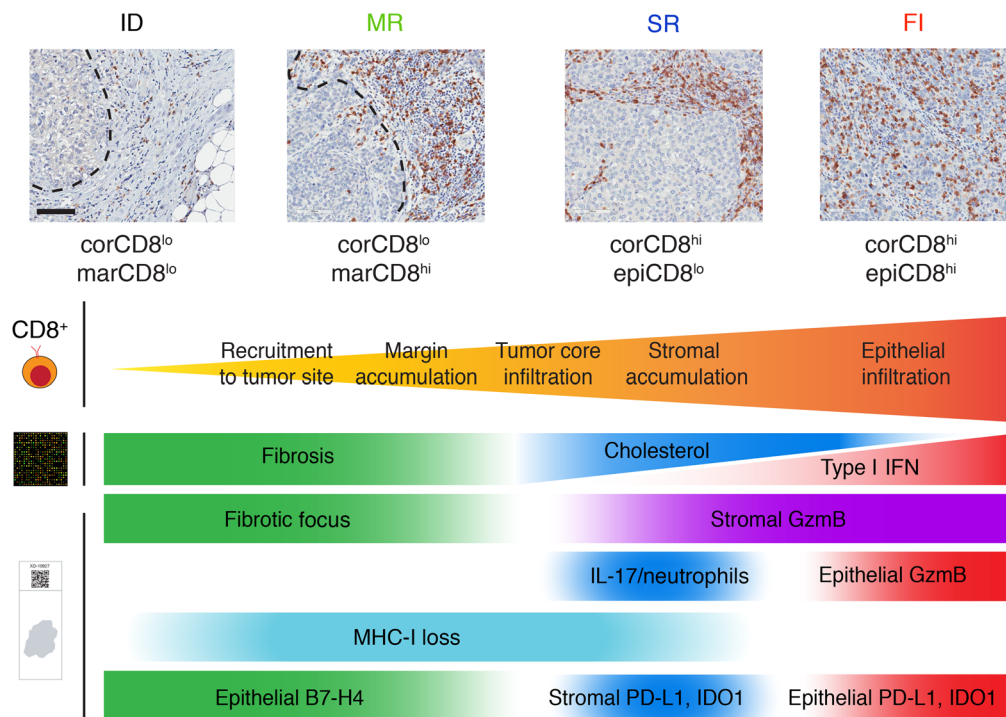 ID
MR
SR
FI
corCD8lo
marCD8lo
corCD8lo
marCD8hi
corCD8hi
epiCD8lo
corCD8hi
epiCD8hi
CD8+
Recruitment
to tumor site
Margin
accumulation
Tumor core
infiltration
Stromal
accumulation
Epithelial
infiltration
Fibrosis
Cholesterol
Type I IFN
Fibrotic focus
Stromal GzmB
IL-17/neutrophils
Epithelial GzmB
MHC-I loss
Epithelial B7-H4
Stromal PD-L1, IDO1
Epithelial PD-L1, IDO1